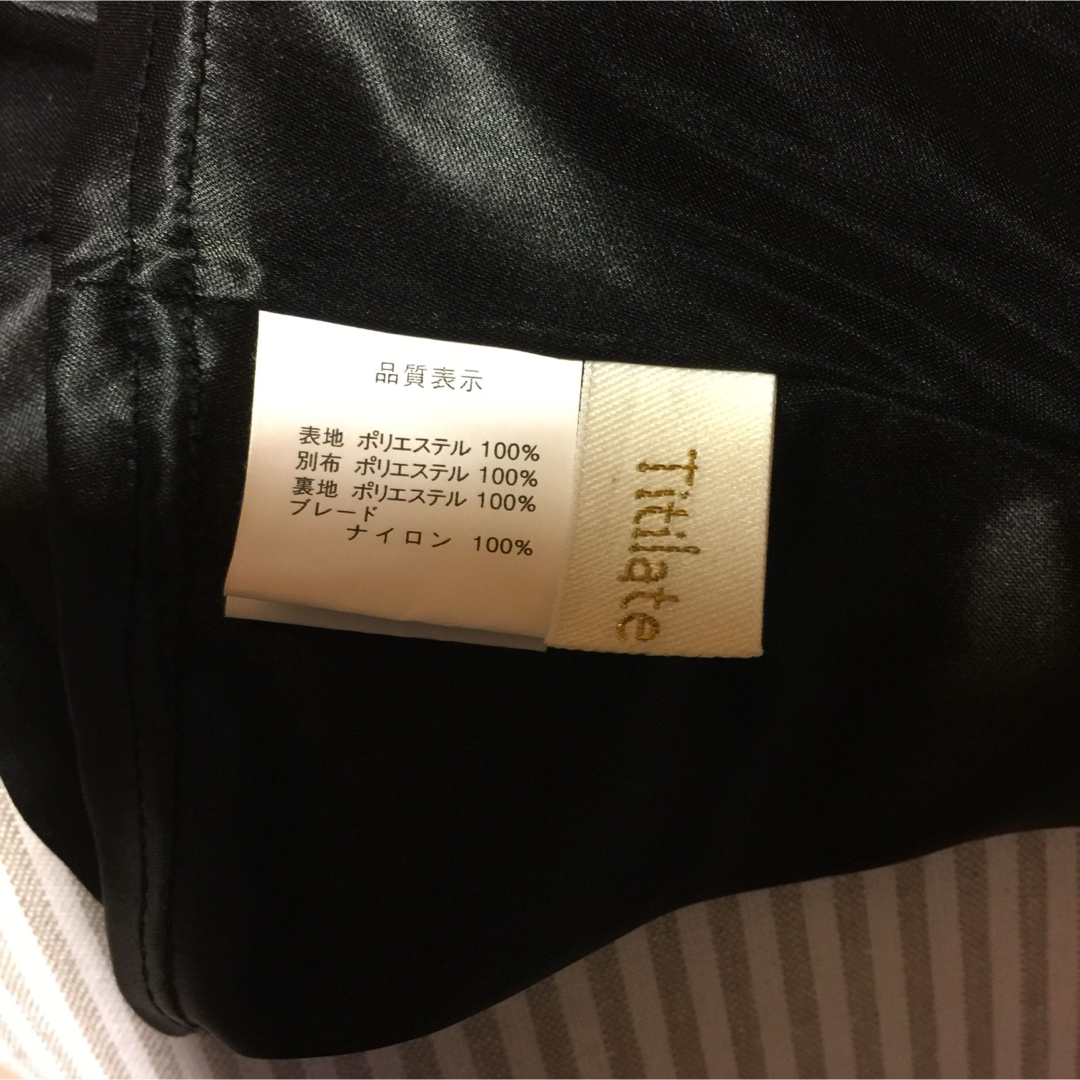 品質表示
表地 ポリエステル 100%
別布 ポリエステル 100%
裏地 ポリエステル 100%
ブレード
ナイロン 100%
Titilate